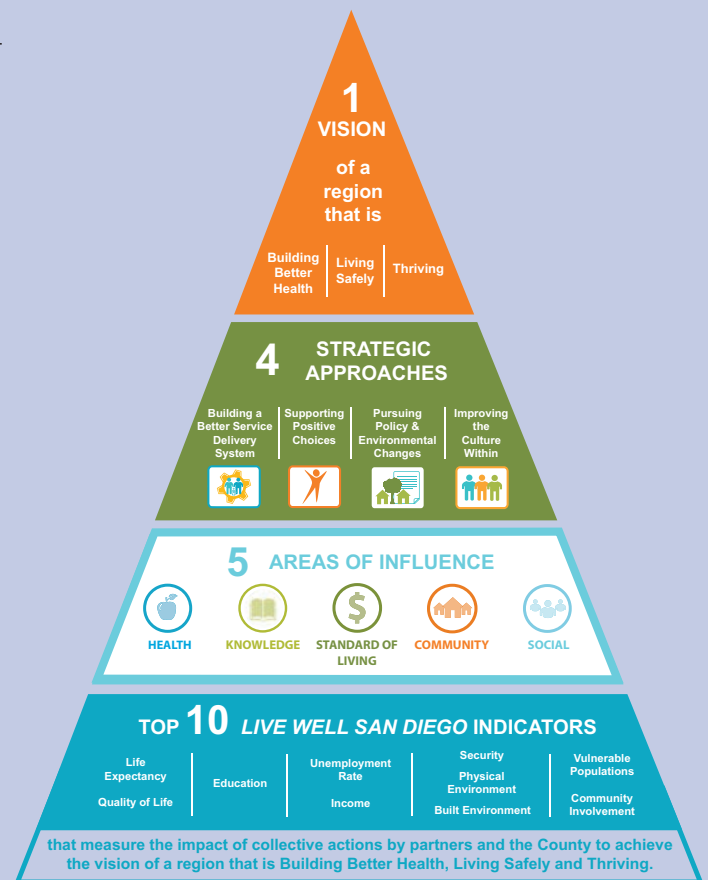 1
VISION
of a
region
that is
Building
Better
Health
Living
Safely
Thriving
4
STRATEGIC
APPROACHES
Building a
Better Service
Delivery
System
Supporting
Positive
Choices
Pursuing
Policy &
Environmental
Changes
Improving
the
Culture
Within
5 AREAS OF INFLUENCE
HEALTH
KNOWLEDGE
STANDARD OF
LIVING
COMMUNITY
SOCIAL
TOP 10 LIVE WELL SAN DIEGO INDICATORS
Life
Expectancy
Quality of Life
Education
Unemployment
Rate
Income
Security
Physical
Environment
Built Environment
Vulnerable
Populations
Community
Involvement
that measure the impact of collective actions by partners and the County to achieve
the vision of a region that is Building Better Health, Living Safely and Thriving.